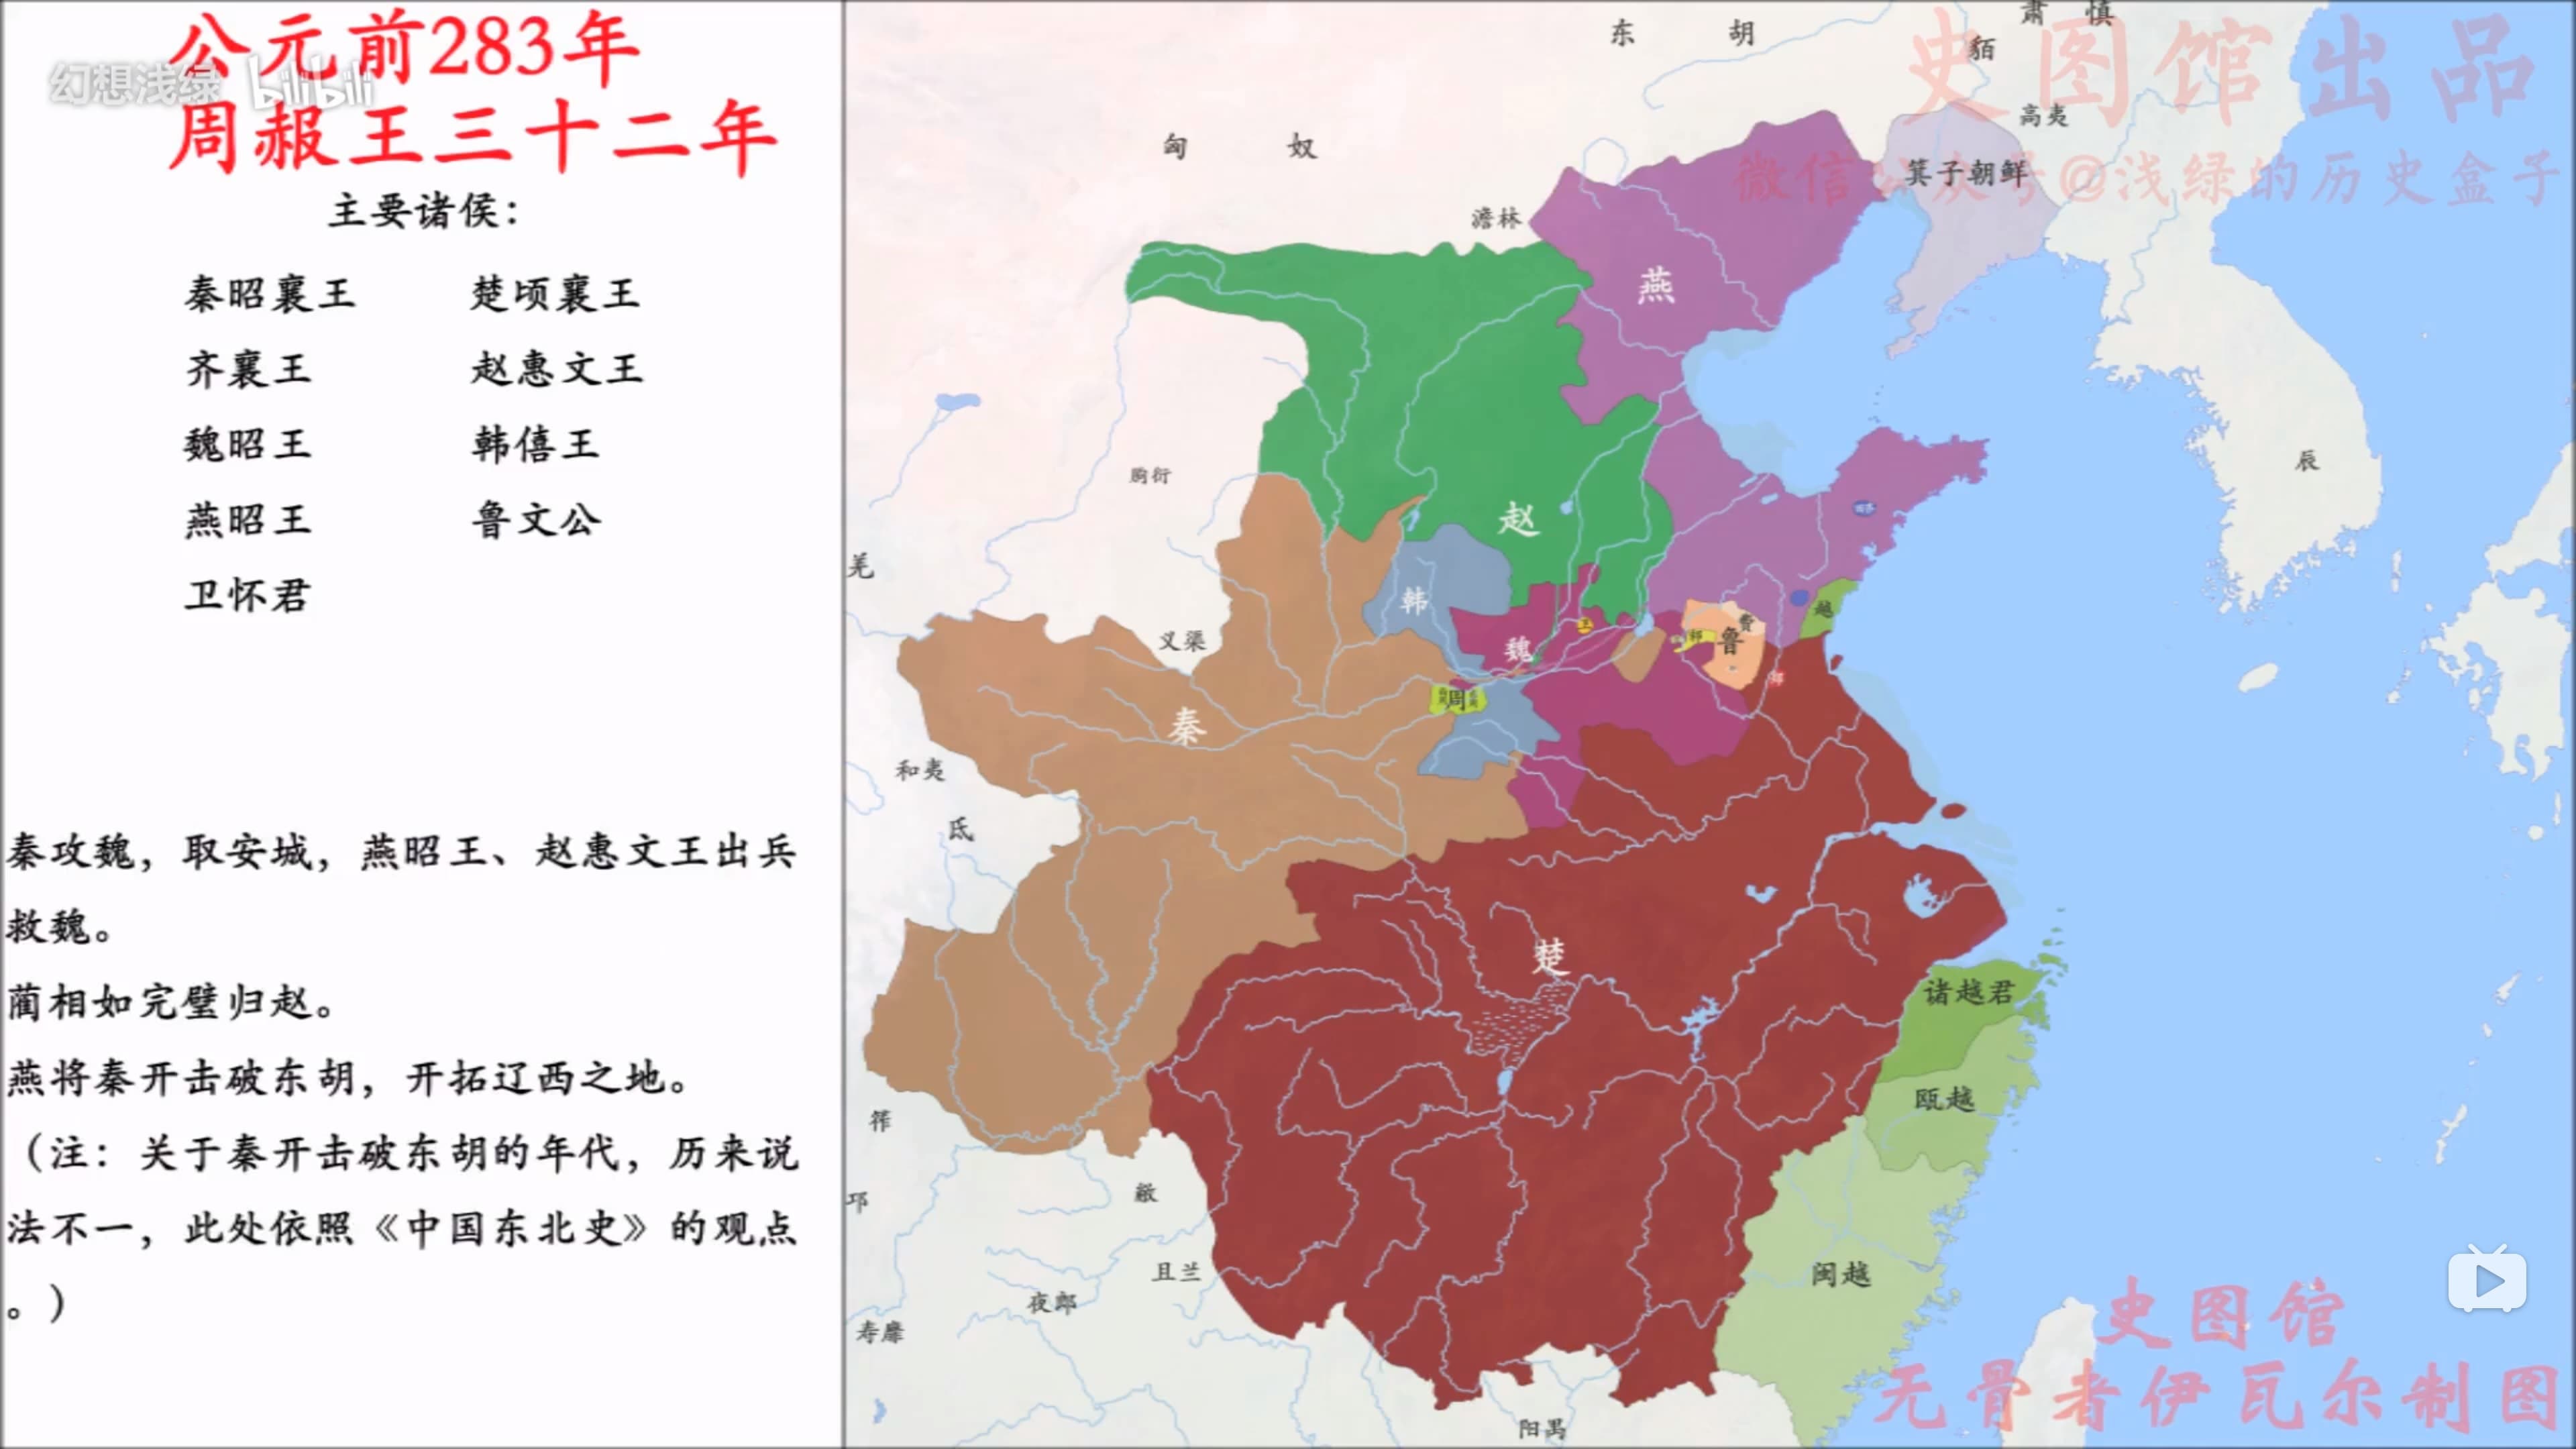 公元前283年
周赧王三十二年
幻想浅绿 bilibili
主要诸侯：
秦昭襄王 楚顷襄王
齐襄王 赵惠文王
魏昭王 韩僖王
燕昭王 鲁文公
卫怀君
秦攻魏，取安城，燕昭王、赵惠文王出兵
救魏。
蔺相如完璧归赵。
燕将秦开击破东胡，开拓辽西之地。
（注：关于秦开击破东胡的年代，历来说
法不一，此处依照《中国东北史》的观点
。）
史图馆出品
微信公众号@浅绿的历史盒子
东胡
肃慎
貊
高夷
箕子朝鲜
匈奴
澹林
燕
朐衍
赵
辰
羌
韩
越
义渠
魏
卫
邹
鲁
费
郯
周
秦
和夷
氐
楚
诸越君
瓯越
筰
邛
且兰
夜郎
寿靡
闽越
阳禺
史图馆
无骨者伊瓦尔制图